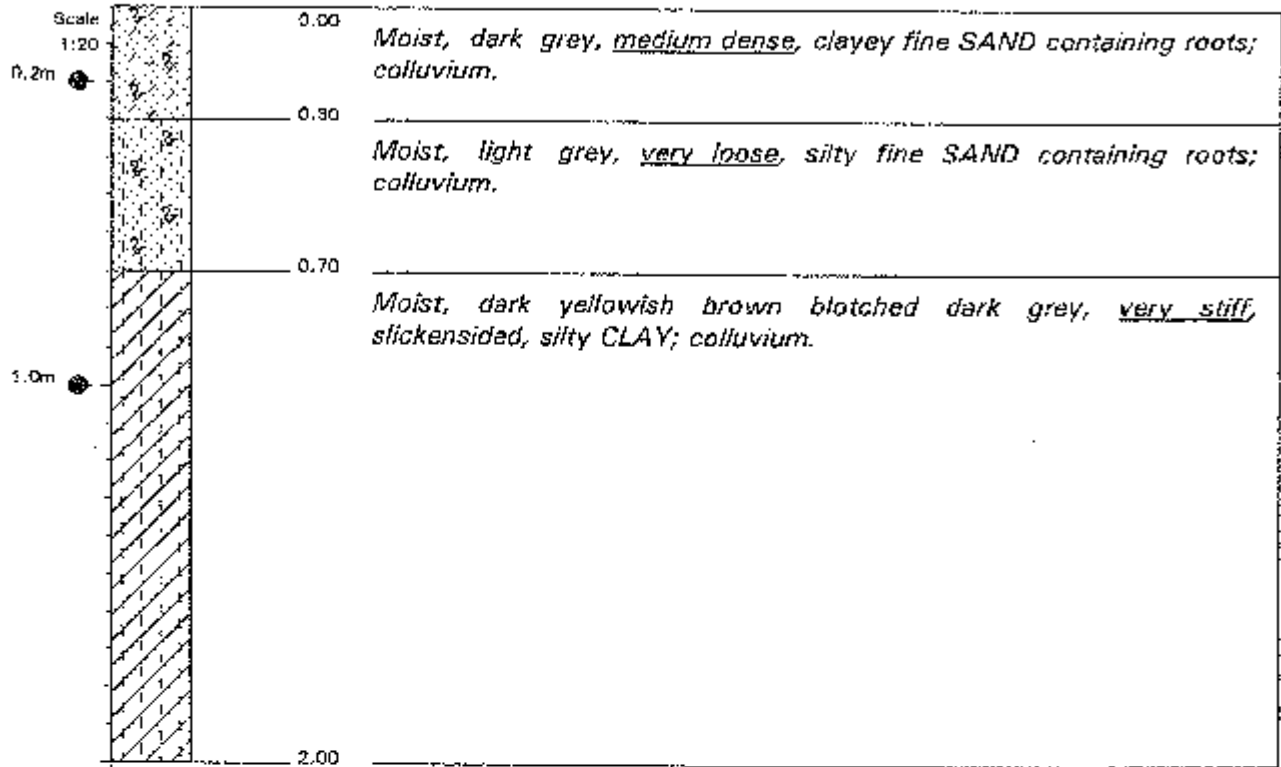 Scale
1:20
0.00
Moist, dark grey, medium dense, clayey fine SAND containing roots;
colluvium.
0.2m
0.30
Moist, light grey, very loose, silty fine SAND containing roots;
colluvium.
0.70
Moist, dark yellowish brown blotched dark grey, very stiff,
slickensided, silty CLAY; colluvium.
1.0m
2.00